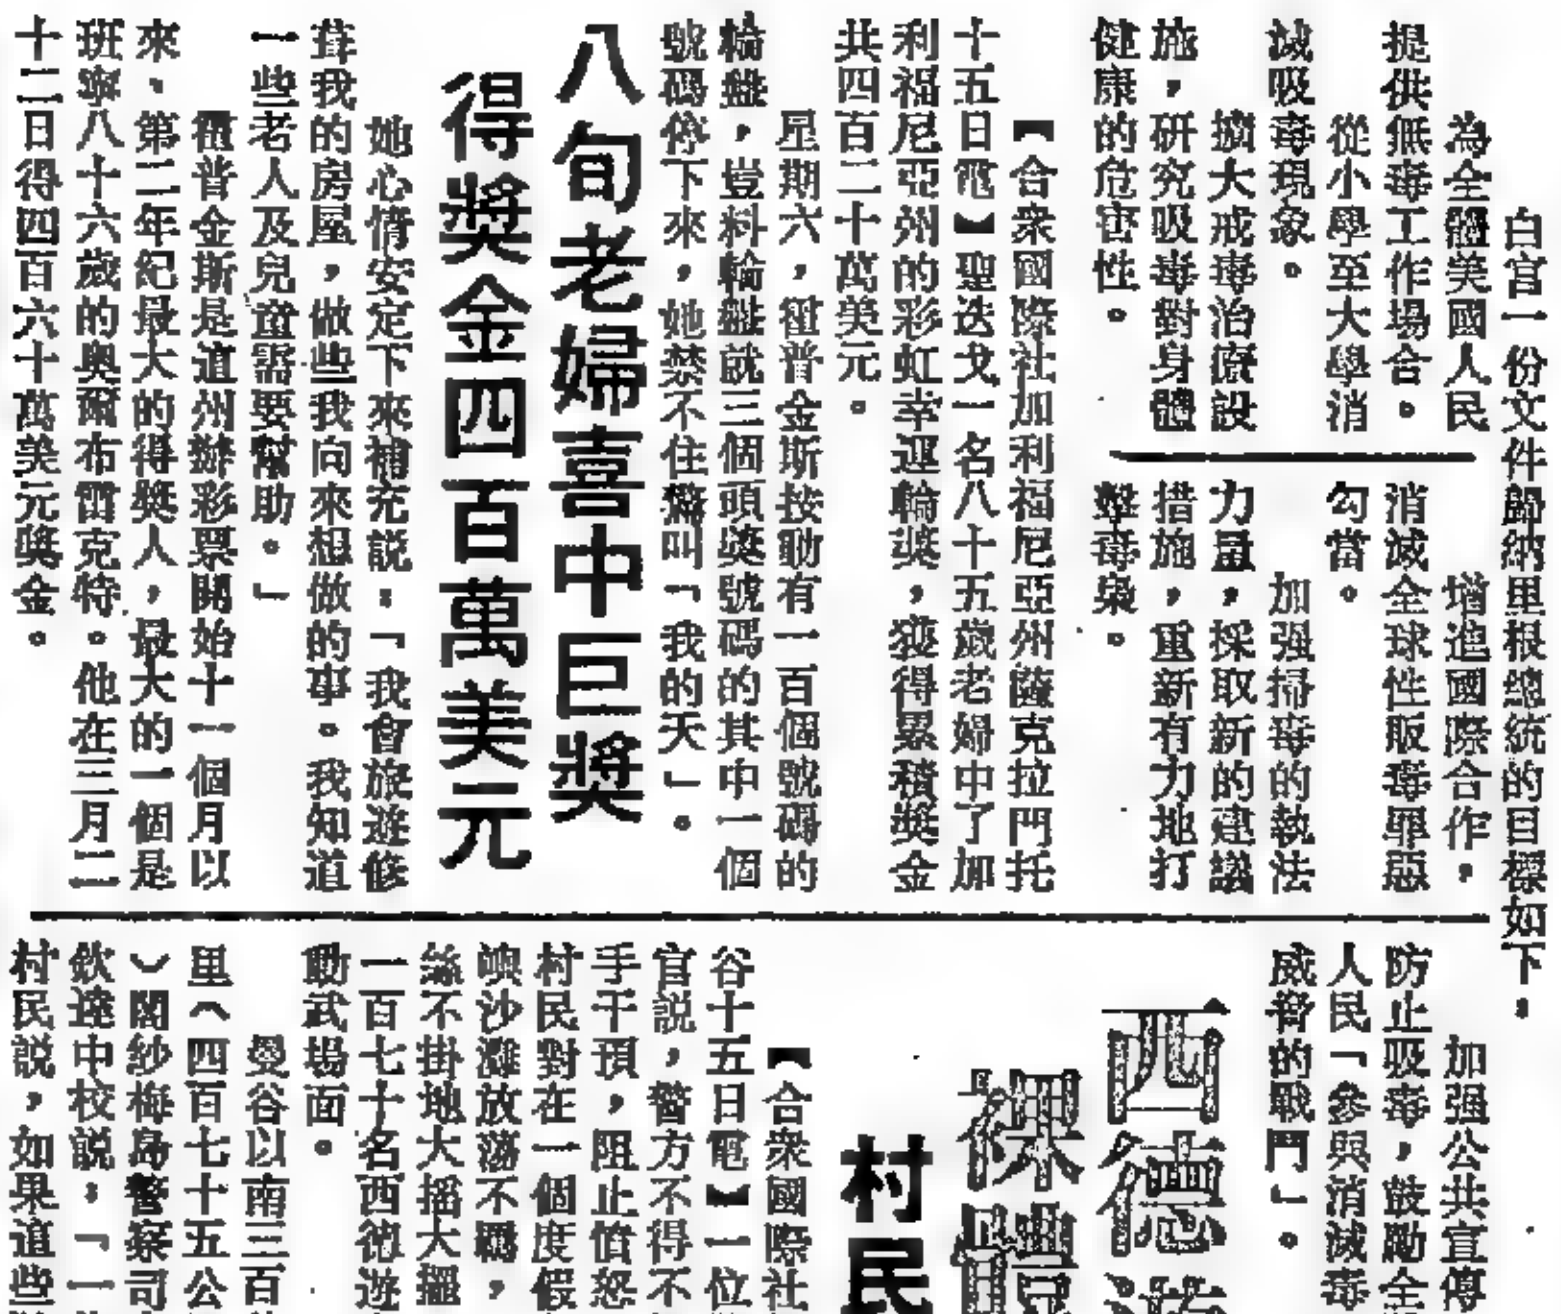 白宮一份文件歸納里根總統的目標如下：
為全體美國人民
提供無毒工作場合。
從小學至大學消
滅吸毒現象。
擴大戒毒治療設
施，研究吸毒對身體
健康的危害性。
增進國際合作，
消滅全球性販毒罪惡
勾當。
加强掃毒的執法
力量，採取新的建議
措施，重新有力地打
擊毒梟。
加强公共宣傳
防止吸毒，鼓勵全
人民「參與消滅毒
威脅的戰鬥」。
八旬老婦喜中巨獎
得獎金四百萬美元
【合衆國際社加利福尼亞州薩克拉門托
十五日電】聖迭戈一名八十五歲老婦中了加
利福尼亞州的彩虹幸運輪獎，獲得累積獎金
共四百二十萬美元。
星期六，霍普金斯按動有一百個號碼的
輪盤，豈料輪盤就三個頭獎號碼的其中一個
號碼停下來，她禁不住驚叫「我的天」。
她心情安定下來補充説：「我會旅遊修
葺我的房屋，做些我向來想做的事。我知道
一些老人及兒童需要幫助。」
霍普金斯是這州辦彩票開始十一個月以
來，第二年紀最大的得獎人，最大的一個是
班寧八十六歲的奧爾布雷克特。他在三月二
十二日得四百六十萬美元獎金。
西德遊
裸體
村民
【合衆國際社
谷十五日電】一位
官説，警方不得不
手干預，阻止憤怒
村民對在一個度假
嶼沙灘放蕩不羈，
絲不掛地大摇大擺
一百七十名西德遊
動武場面。
曼谷以南三百
里（四百七十五公
）閣紗梅島警察司
欽達中校説，「一
村民説，如果這些